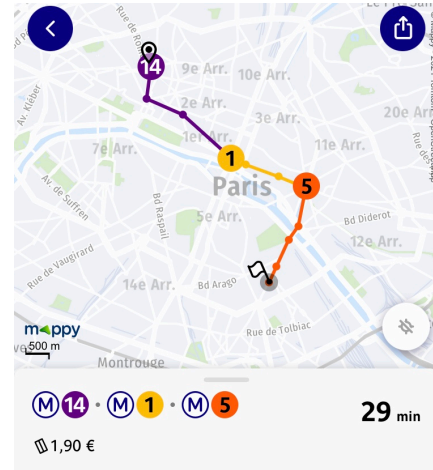 Rue de Rome
14
9e Arr.
10e Arr.
Av. Kléber
2e Arr.
3e Arr.
20e Ar
1er Arr.
7e Arr.
11e Arr.
1
5
Paris
Av. de Suffren
Bd Raspail
5e Arr.
Bd Diderot
12e Arr.
Rue de Vaugirard
14e Arr.
Bd Arago
Rue de Tolbiac
mappy
500 m
Montrouge
M 14 · M 1 · M 5
29 min
1,90 €